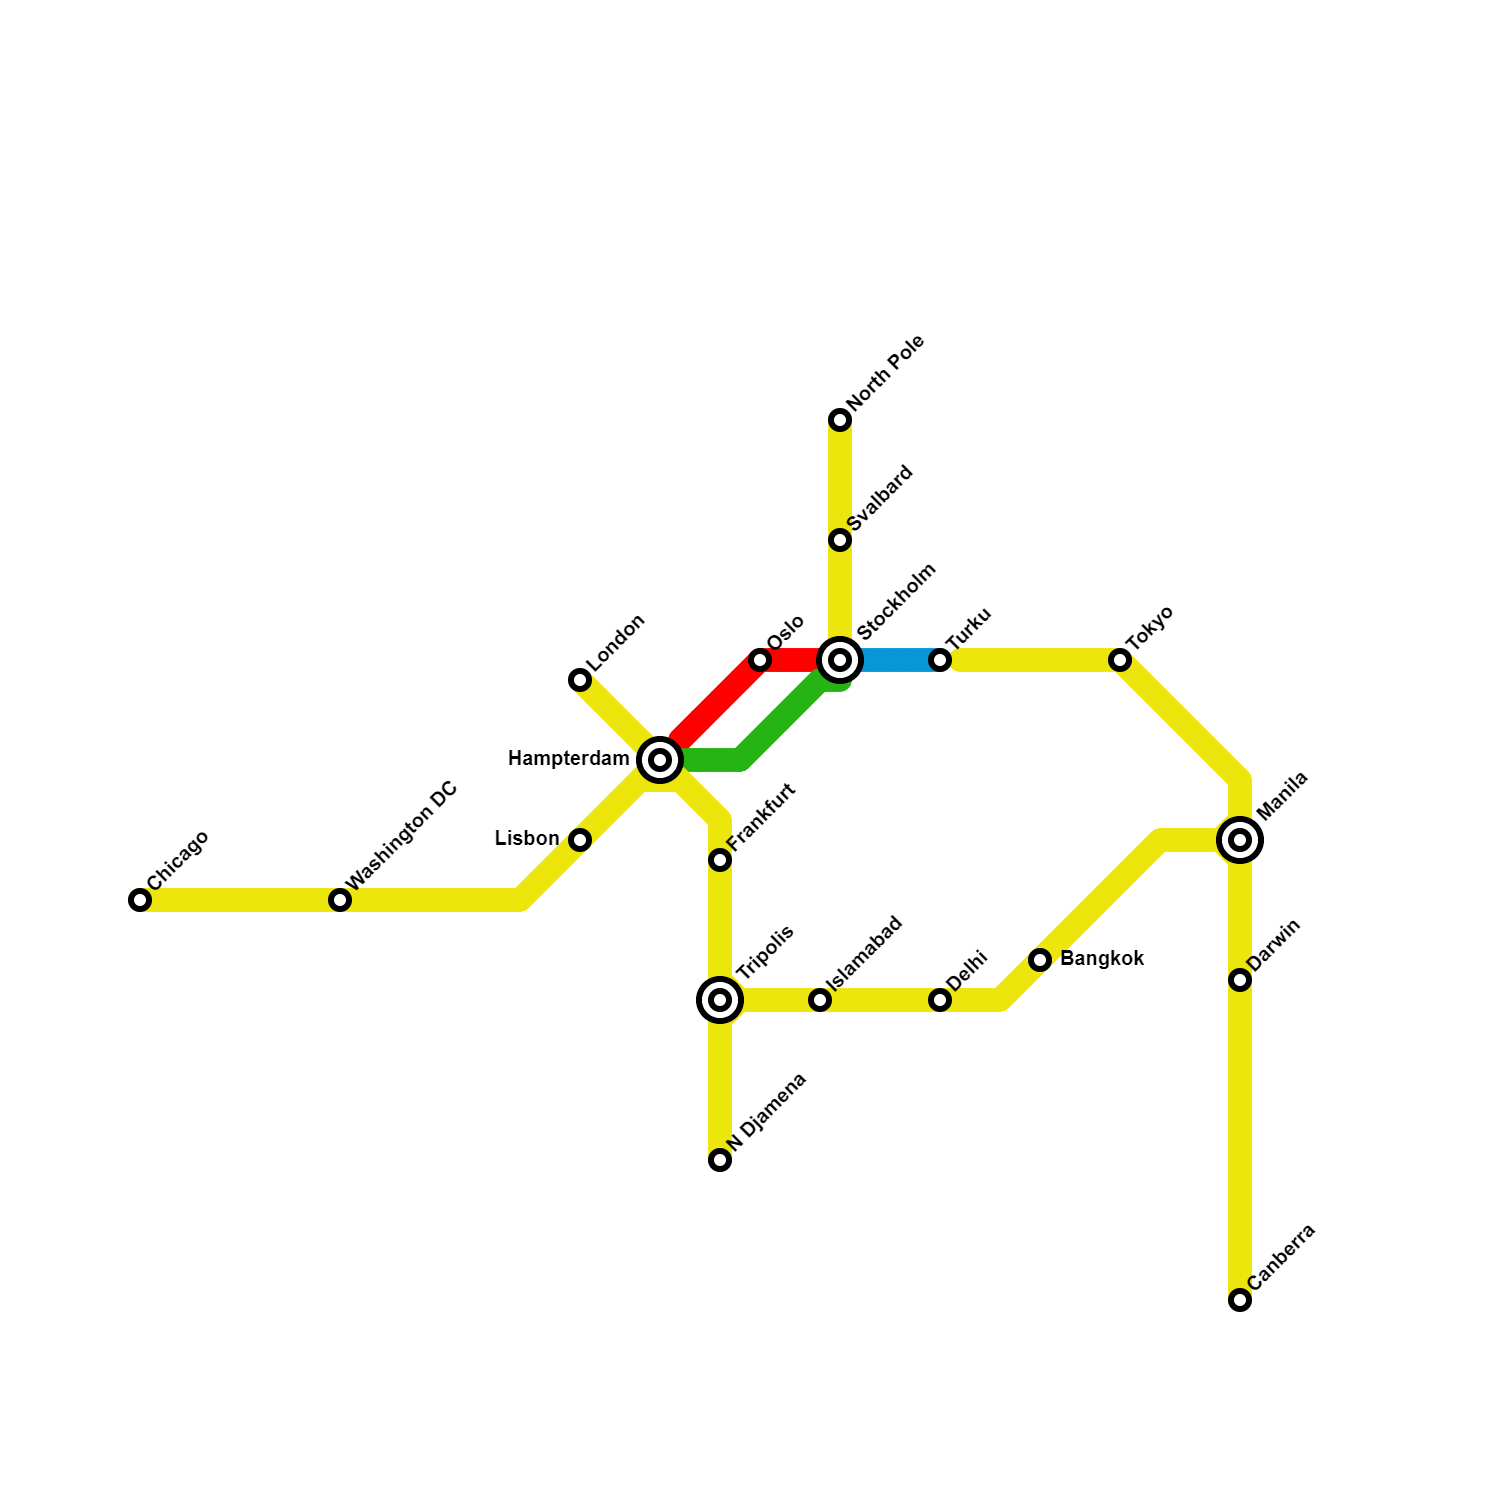 North Pole
Svalbard
Stockholm
Oslo
Turku
Tokyo
London
Hampterdam
Manila
Frankfurt
Washington DC
Lisbon
Chicago
Tripolis
Islamabad
Delhi
Bangkok
Darwin
N Djamena
Canberra